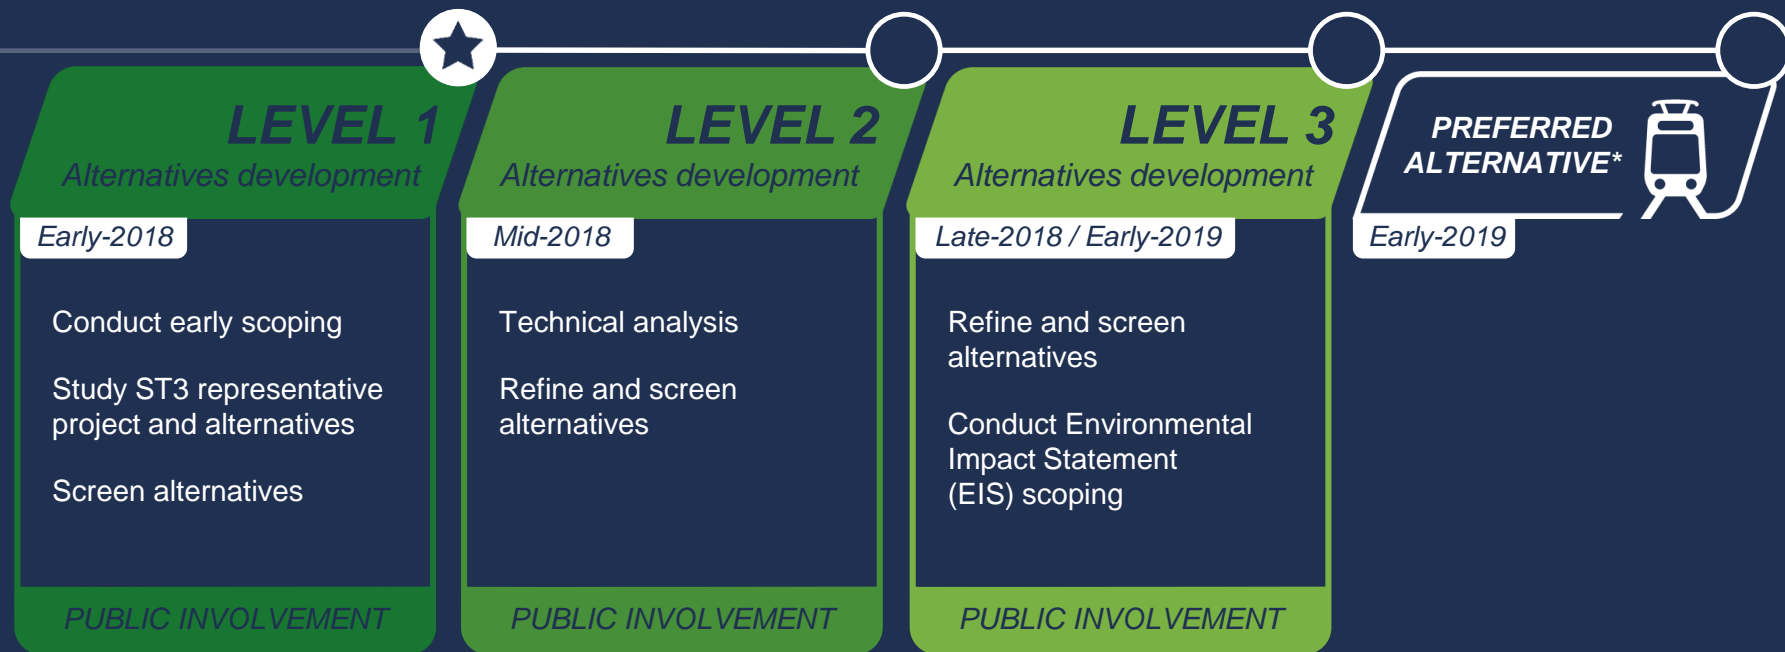 LEVEL 1
Alternatives development
Early-2018
Conduct early scoping
Study ST3 representative
project and alternatives
Screen alternatives
PUBLIC INVOLVEMENT
LEVEL 2
Alternatives development
Mid-2018
Technical analysis
Refine and screen
alternatives
PUBLIC INVOLVEMENT
LEVEL 3
Alternatives development
Late-2018 / Early-2019
Refine and screen
alternatives
Conduct Environmental
Impact Statement
(EIS) scoping
PUBLIC INVOLVEMENT
PREFERRED
ALTERNATIVE*
Early-2019